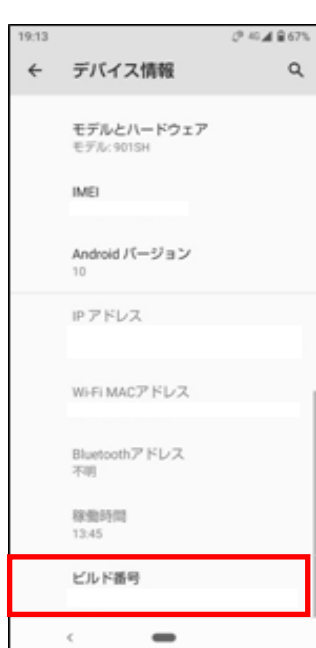 19:13 4G 67%
← デバイス情報
モデルとハードウェア
モデル: 901SH
IMEI
Android バージョン
10
IP アドレス
Wi-Fi MACアドレス
Bluetoothアドレス
不明
稼働時間
13:45
ビルド番号